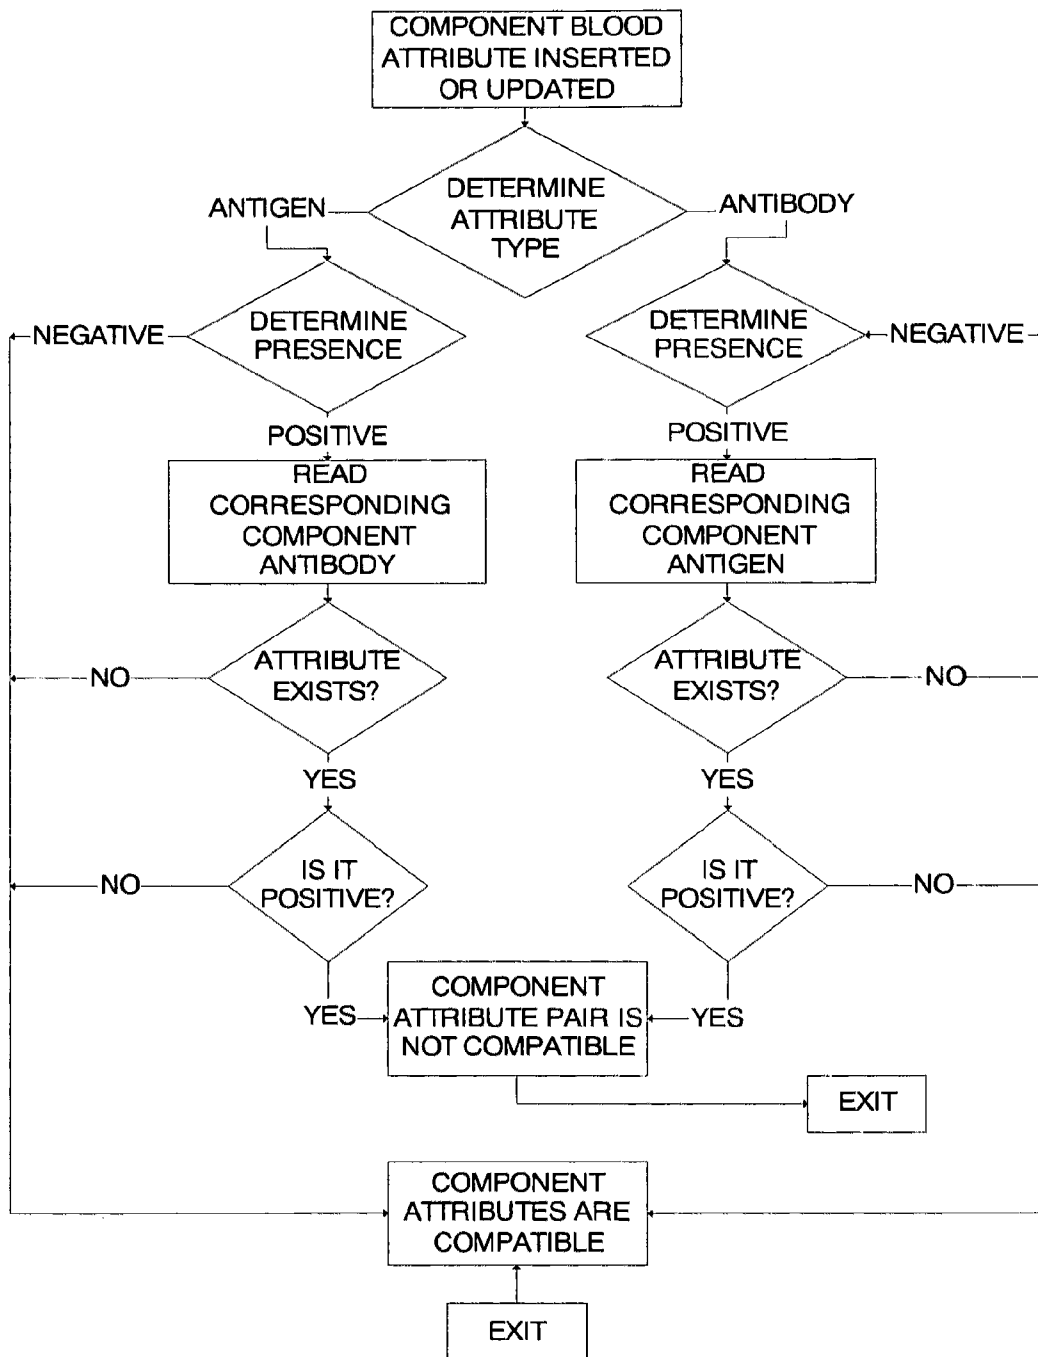 COMPONENT BLOOD
ATTRIBUTE INSERTED
OR UPDATED
DETERMINE
ATTRIBUTE
TYPE
ANTIGEN
ANTIBODY
DETERMINE
PRESENCE
NEGATIVE
DETERMINE
PRESENCE
NEGATIVE
POSITIVE
POSITIVE
READ
CORRESPONDING
COMPONENT
ANTIBODY
READ
CORRESPONDING
COMPONENT
ANTIGEN
ATTRIBUTE
EXISTS?
NO
ATTRIBUTE
EXISTS?
NO
YES
YES
IS IT
POSITIVE?
NO
IS IT
POSITIVE?
NO
YES
YES
COMPONENT
ATTRIBUTE PAIR IS
NOT COMPATIBLE
EXIT
COMPONENT
ATTRIBUTES ARE
COMPATIBLE
EXIT